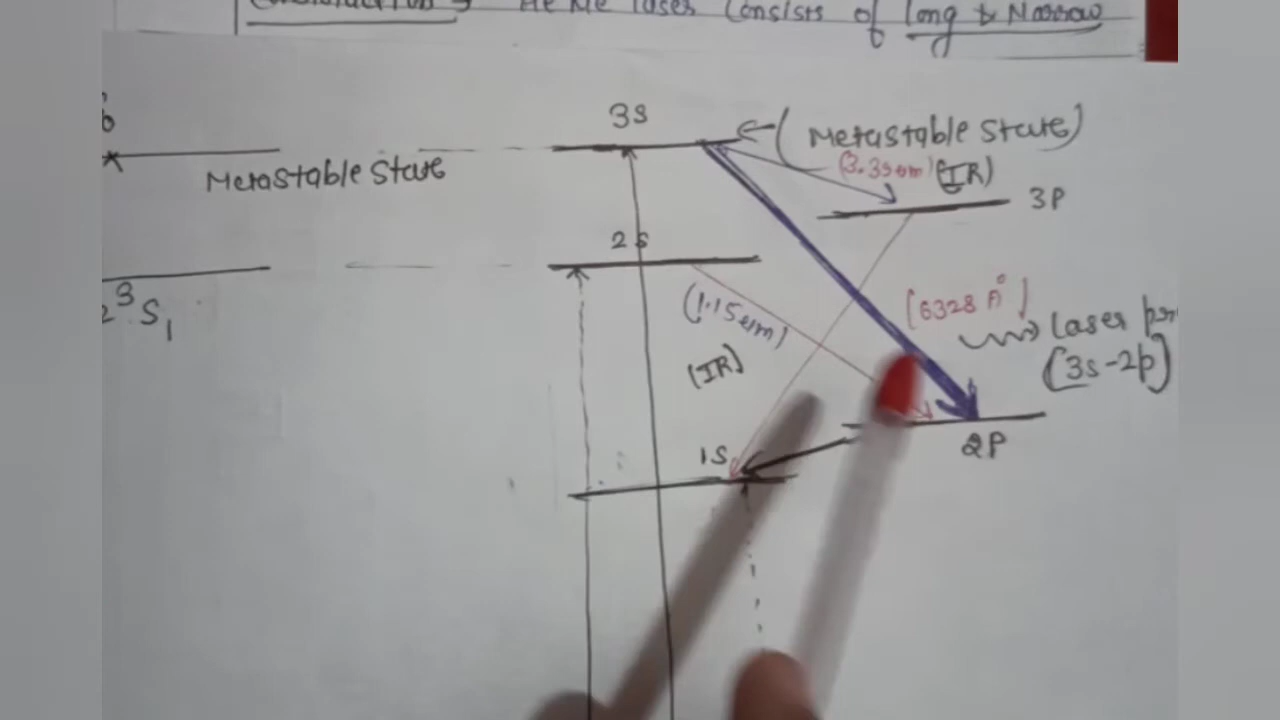 He Ne laser consists of long & Narrow
3s
(Metastable State)
Metastable State
(3.39um) (IR)
3P
2s
2³S₁
(1.15um)
(IR)
[6328 A°]
Laser
(3s-2p)
1s
2P